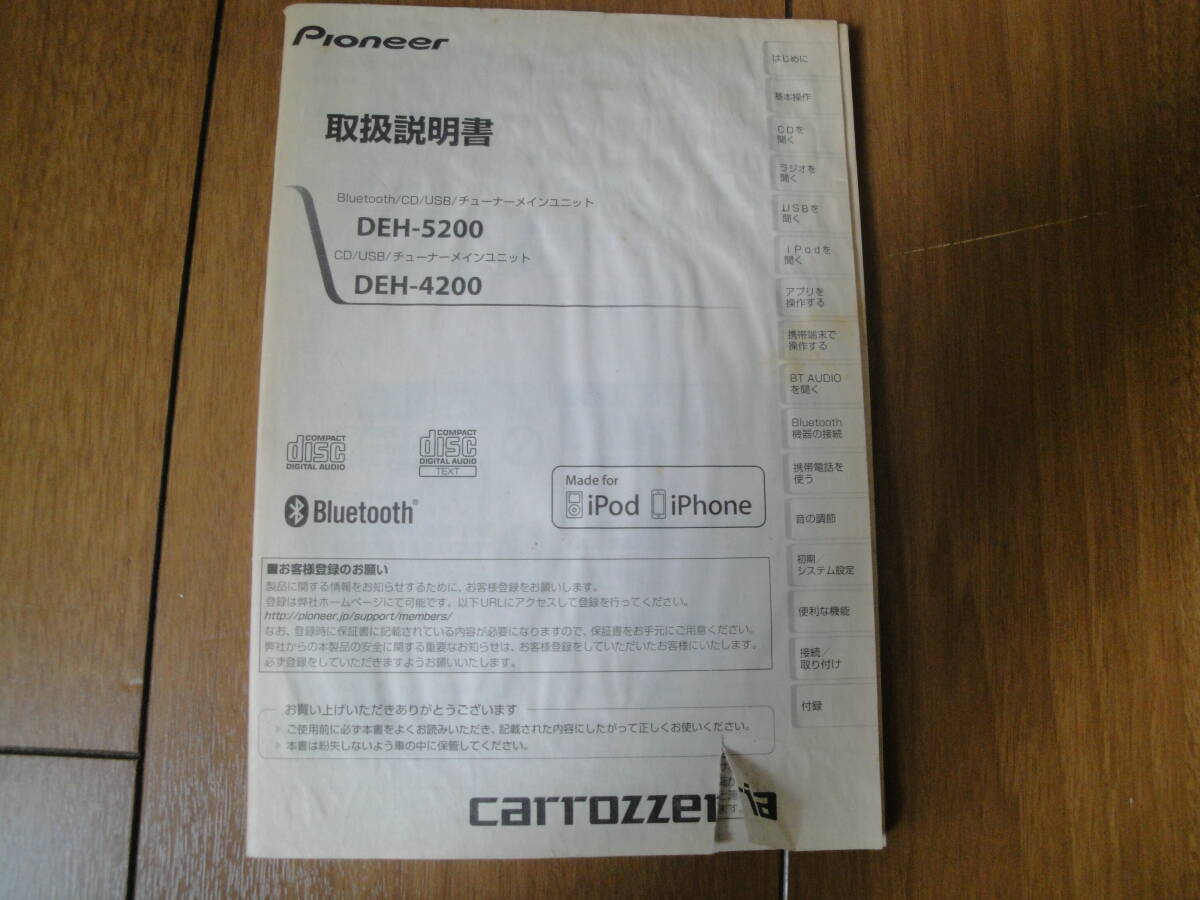 Pioneer
取扱説明書
Bluetooth/CD/USB/チューナーメインユニット
DEH-5200
CD/USB/チューナーメインユニット
DEH-4200
COMPACT
disc
DIGITAL AUDIO
COMPACT
disc
DIGITAL AUDIO
TEXT
Bluetooth®
Made for
iPod iPhone
■お客様登録のお願い
製品に関する情報をお知らせするために、お客様登録をお願いします。
登録は弊社ホームページにて可能です。以下URLにアクセスして登録を行ってください。
http://pioneer.jp/support/members/
なお、登録時に保証書に記載されている内容が必要になりますので、保証書をお手元にご用意ください。
弊社からの本製品の安全に関する重要なお知らせは、お客様登録をしていただいたお客様にいたします。
必ず登録をしていただきますようお願いいたします。
お買い上げいただきありがとうございます
ご使用前に必ず本書をよくお読みいただき、記載された内容にしたがって正しくお使いください。
本書は紛失しないよう車の中に保管してください。
carrozzeria
はじめに
基本操作
CDを
聞く
ラジオを
聞く
USBを
聞く
iPodを
聞く
アプリを
操作する
携帯端末で
操作する
BT AUDIO
を聞く
Bluetooth
機器の接続
携帯電話を
使う
音の調節
初期/
システム設定
便利な機能
接続/
取り付け
付録